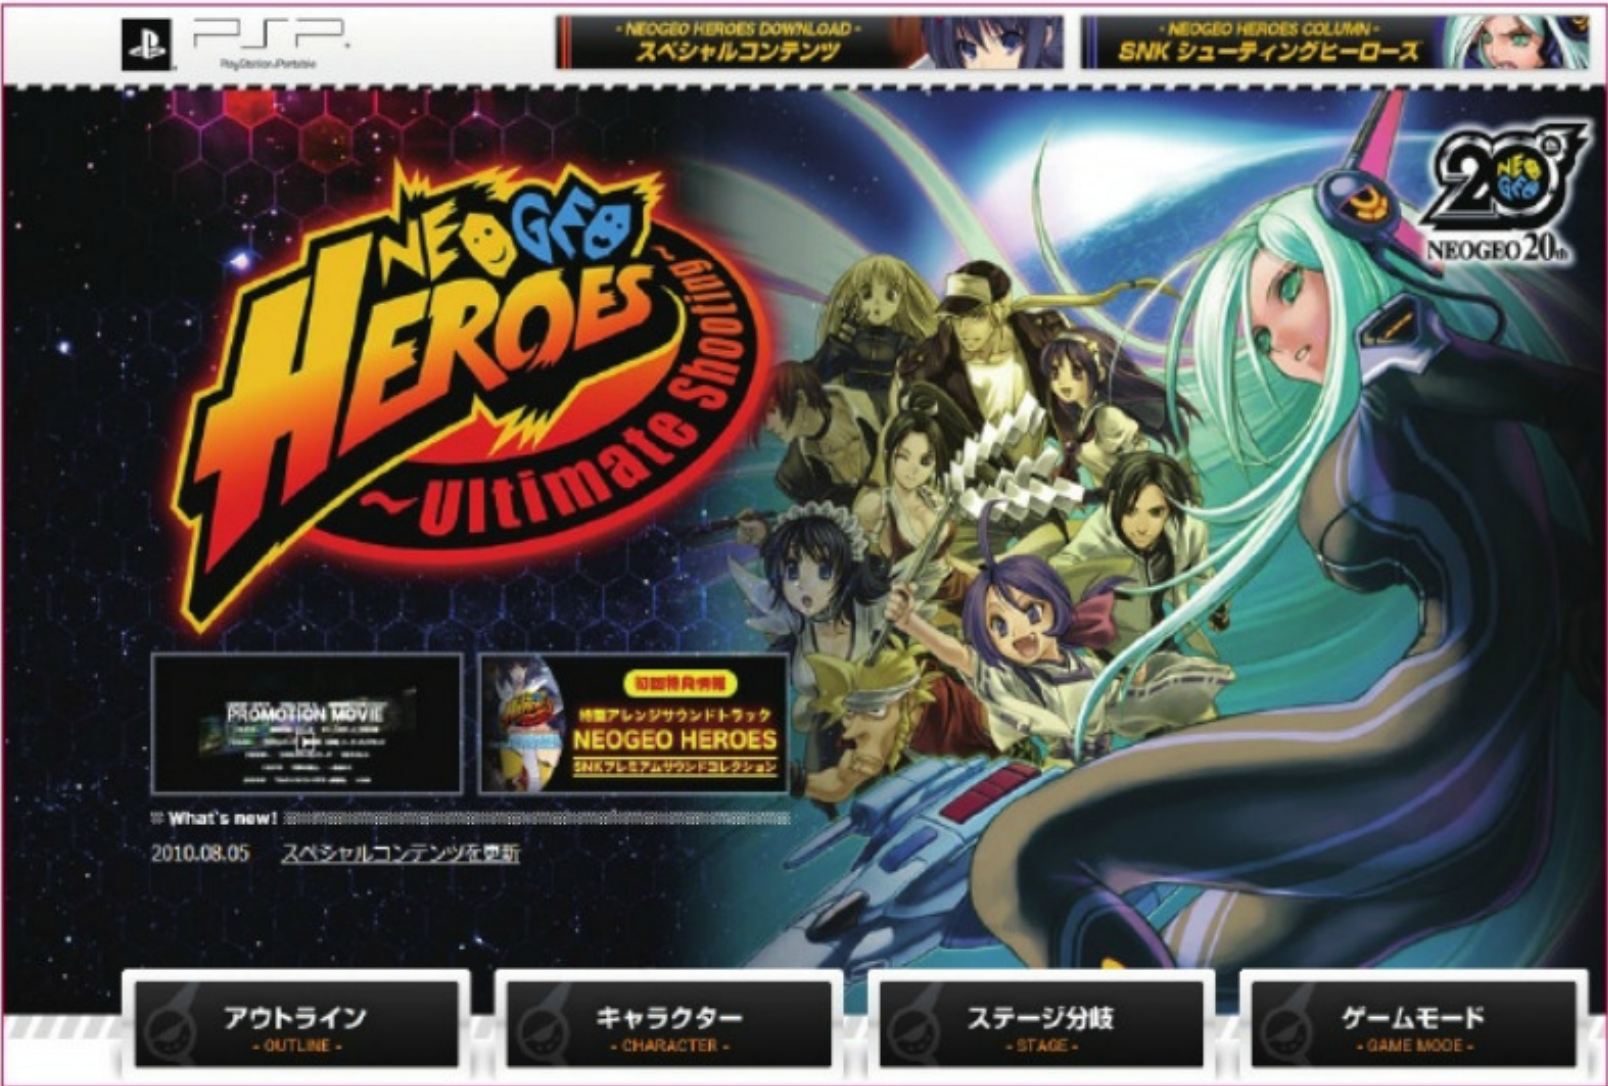 PSP
PlayStation Portable
- NEOGEO HEROES DOWNLOAD -
スペシャルコンテンツ
- NEOGEO HEROES COLUMN -
SNK シューティングヒーローズ
NEOGEO
HEROES
~Ultimate Shooting~
20th
NEO
GEO
NEOGEO 20th
PROMOTION MOVIE
初回特典情報
特製アレンジサウンドトラック
NEOGEO HEROES
SNKプレミアムサウンドコレクション
What's new!
2010.08.05 スペシャルコンテンツを更新
アウトライン
- OUTLINE -
キャラクター
- CHARACTER -
ステージ分岐
- STAGE -
ゲームモード
- GAME MODE -